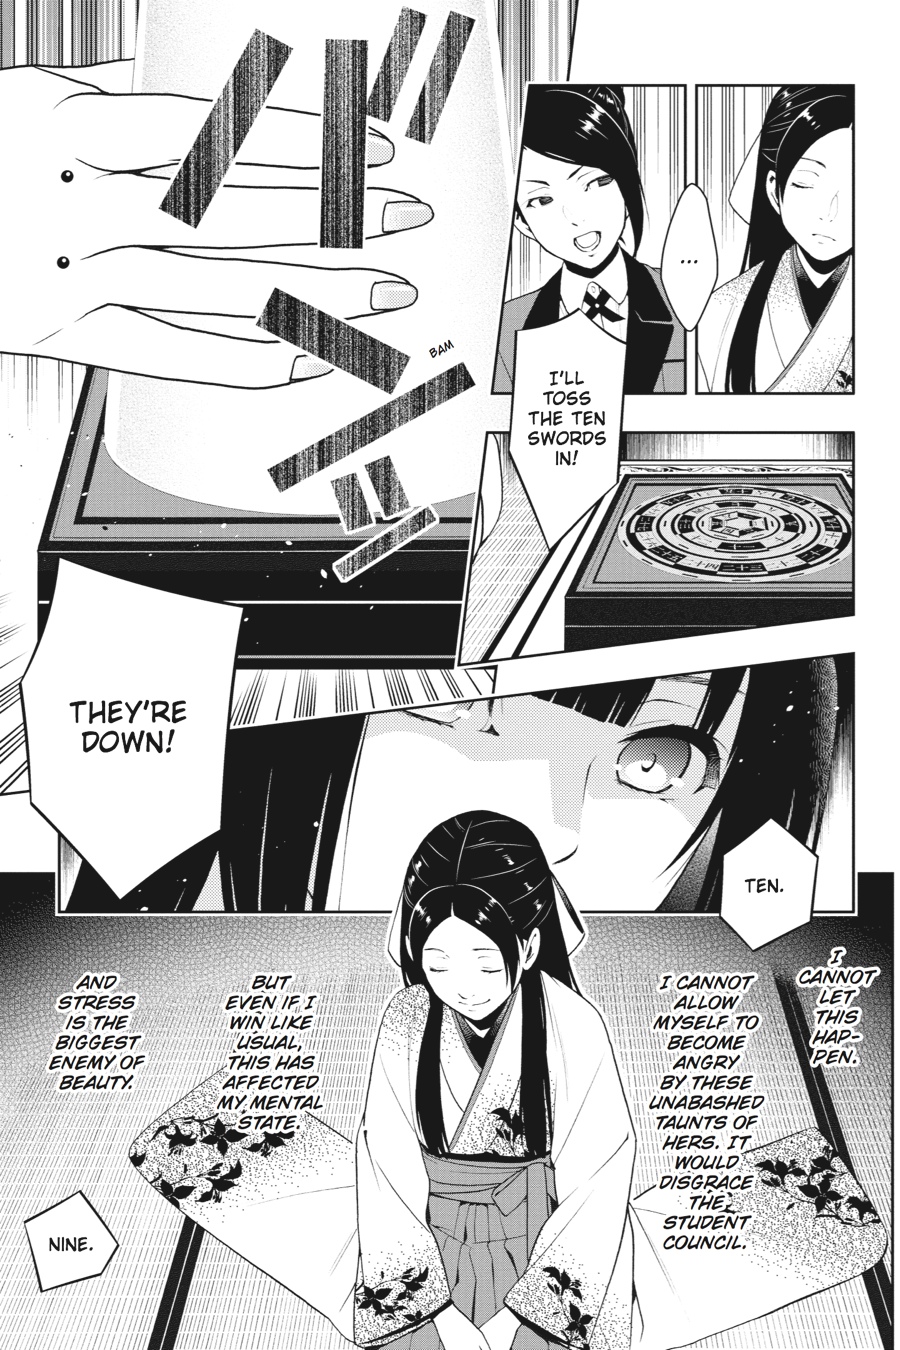 ...
I'LL
TOSS
THE TEN
SWORDS
IN!
BAM
THEY'RE
DOWN!
TEN.
I
CANNOT
LET
THIS
HAP-
PEN.
I CANNOT
ALLOW
MYSELF TO
BECOME
ANGRY
BY THESE
UNABASHED
TAUNTS OF
HERS. IT
WOULD
DISGRACE
THE
STUDENT
COUNCIL.
BUT
EVEN IF I
WIN LIKE
USUAL,
THIS HAS
AFFECTED
MY MENTAL
STATE.
AND
STRESS
IS THE
BIGGEST
ENEMY OF
BEAUTY.
NINE.